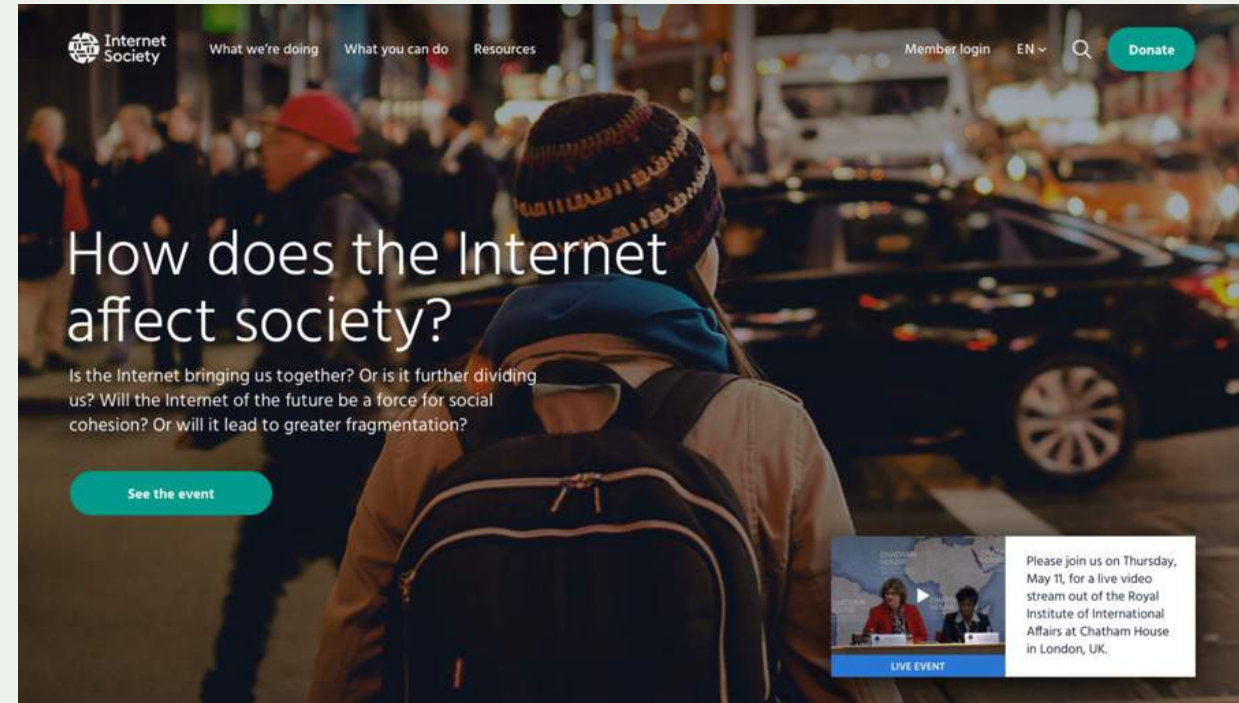 Internet
Society
What we're doing
What you can do
Resources
Member login
EN
Donate
How does the Internet
affect society?
Is the Internet bringing us together? Or is it further dividing
us? Will the Internet of the future be a force for social
cohesion? Or will it lead to greater fragmentation?
See the event
CHATHAM
HOUSE
LIVE EVENT
Please join us on Thursday,
May 11, for a live video
stream out of the Royal
Institute of International
Affairs at Chatham House
in London, UK.